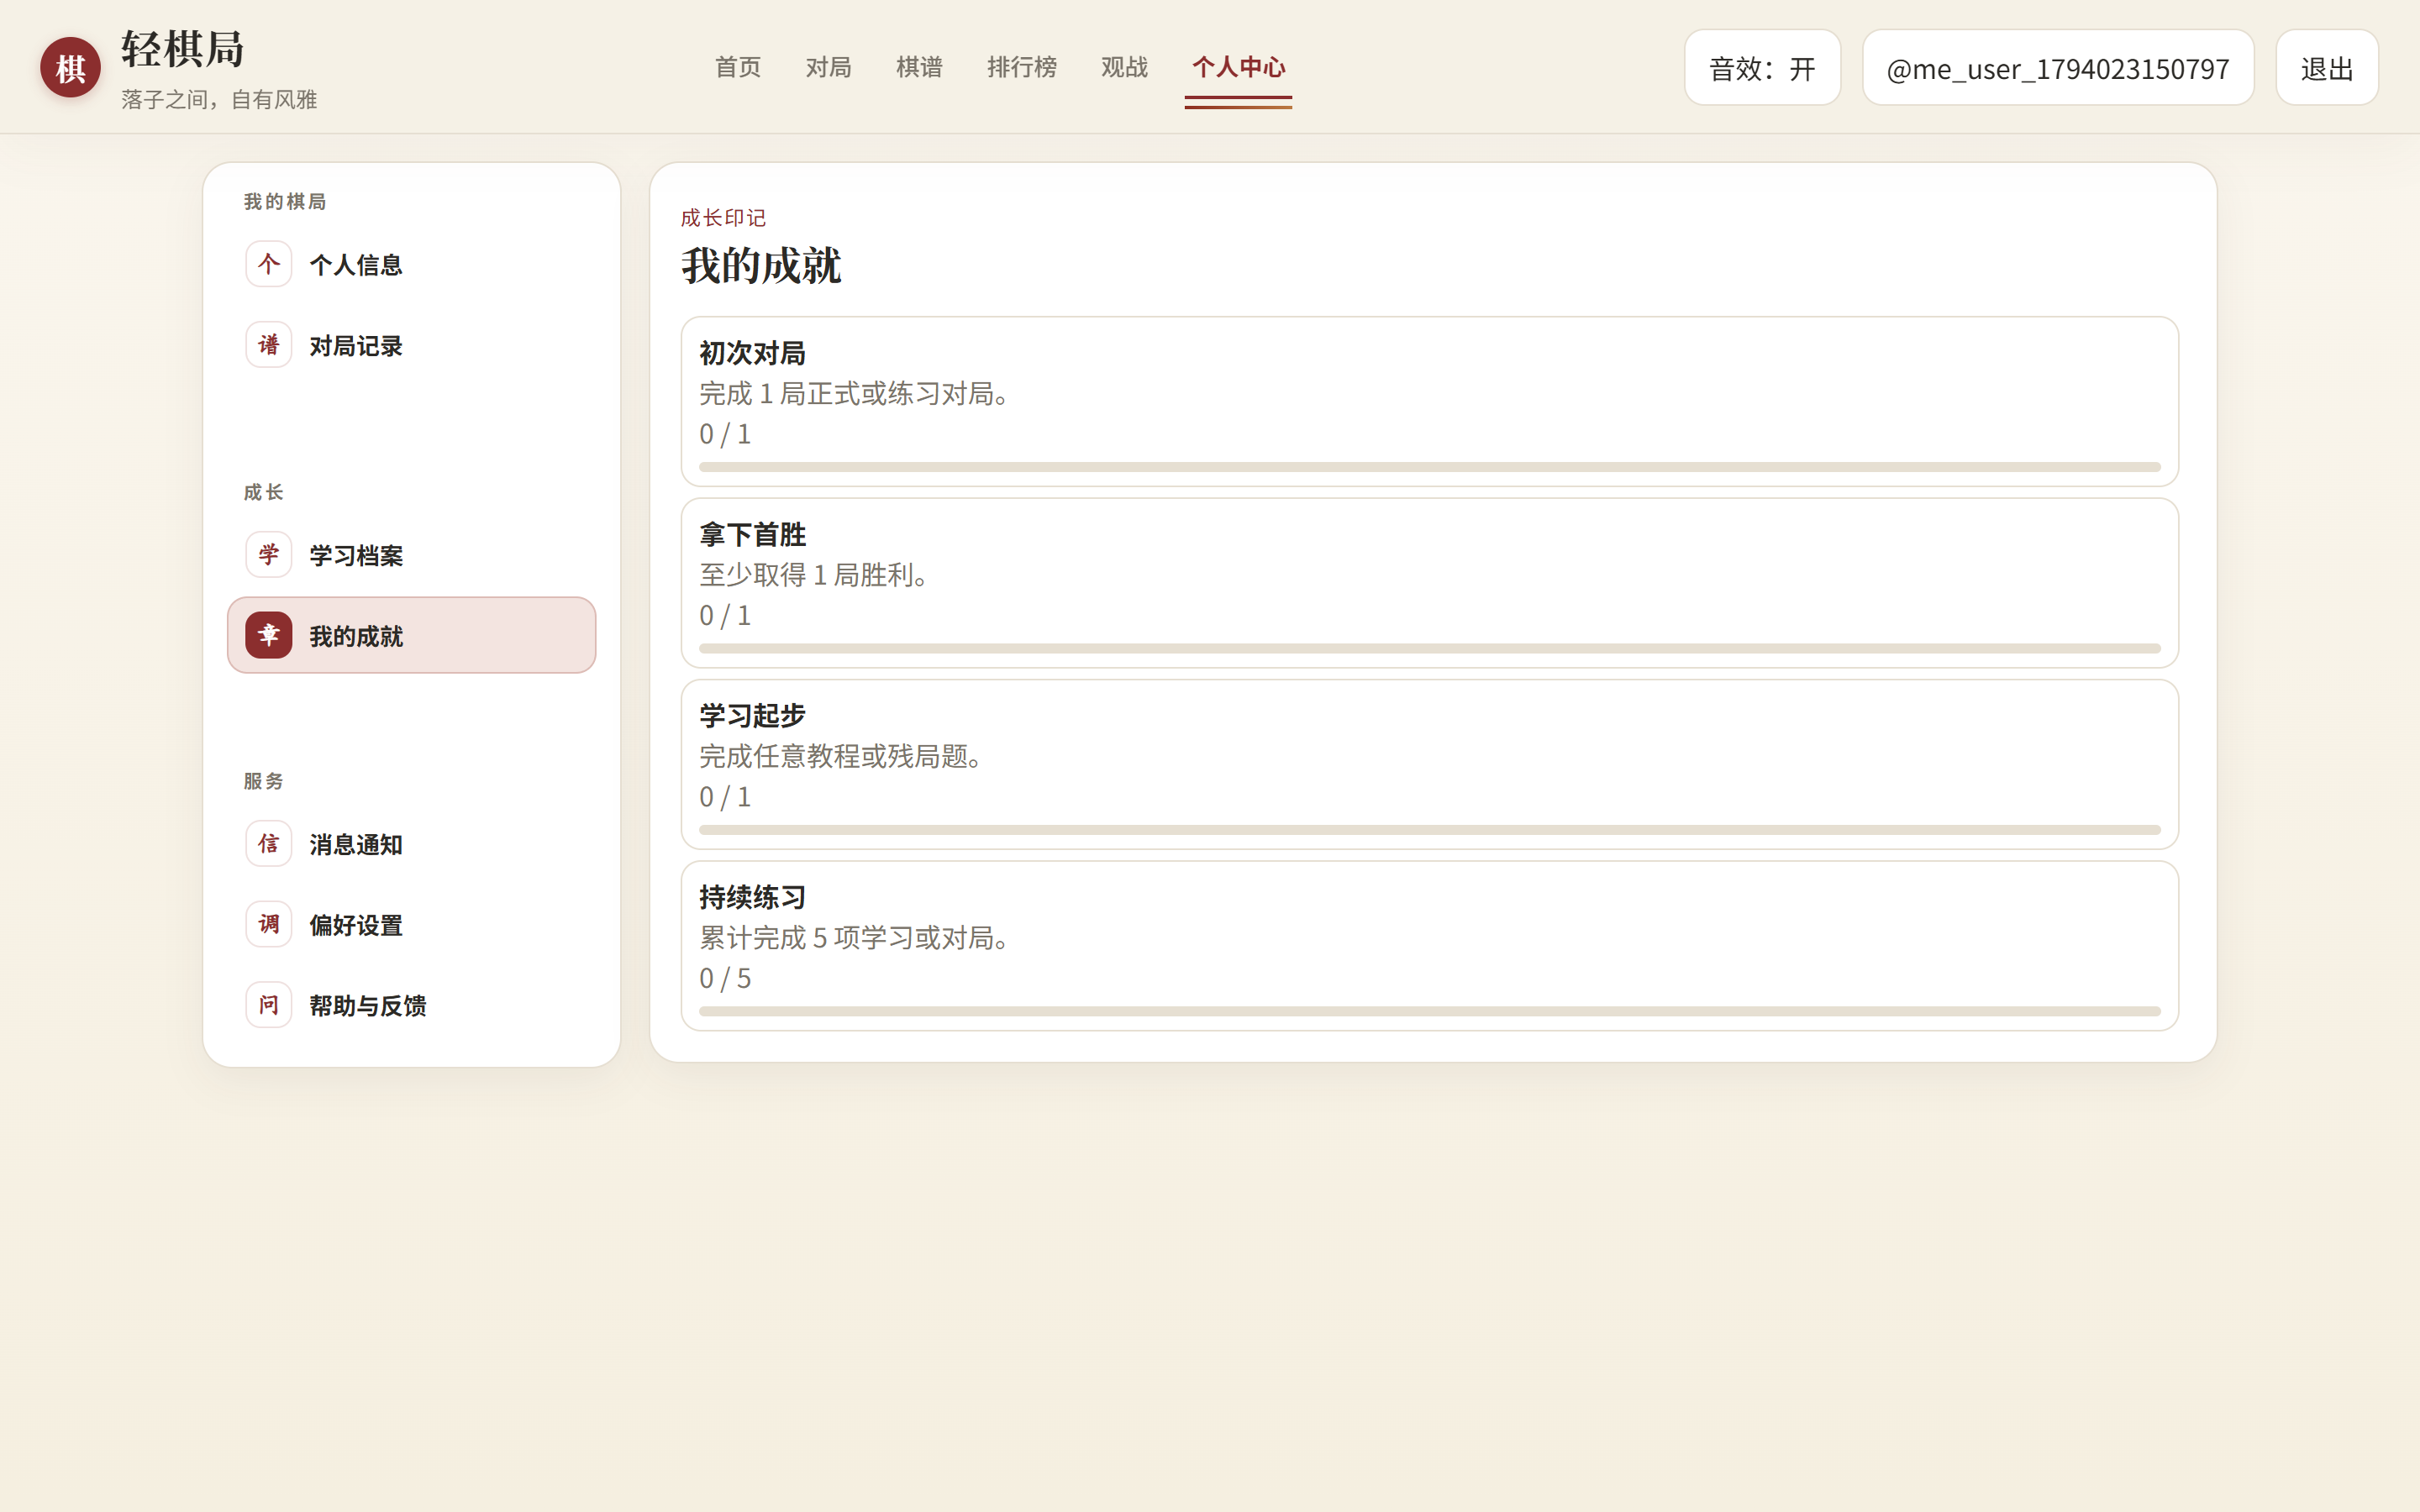 棋
轻棋局
落子之间，自有风雅
首页
对局
棋谱
排行榜
观战
个人中心
音效：开
@me_user_1794023150797
退出
我的棋局
个 个人信息
谱 对局记录
成长
学 学习档案
章 我的成就
服务
信 消息通知
调 偏好设置
问 帮助与反馈
成长印记
我的成就
初次对局
完成 1 局正式或练习对局。
0 / 1
拿下首胜
至少取得 1 局胜利。
0 / 1
学习起步
完成任意教程或残局题。
0 / 1
持续练习
累计完成 5 项学习或对局。
0 / 5